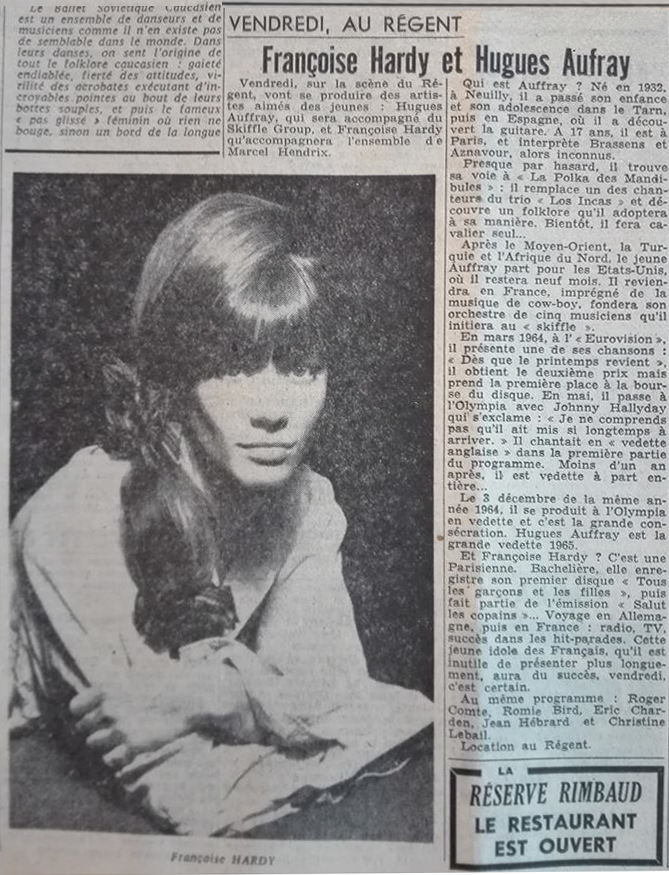 Le Ballet Soviétique Caucasien
est un ensemble de danseurs et de
musiciens comme il n'en existe pas
de semblable dans le monde. Dans
leurs danses, on sent l'origine de
tout le folklore caucasien : gaieté
endiablée, fierté des attitudes, vi-
rilité des acrobates exécutant d'in-
croyables pointes au bout de leurs
bottes souples, et puis le fameux
« pas glissé » féminin où rien ne
bouge, sinon un bord de la longue
VENDREDI, AU RÉGENT
Françoise Hardy et Hugues Aufray
Vendredi, sur la scène du Ré-
gent, vont se produire des artis-
tes aimés des jeunes : Hugues
Auffray, qui sera accompagné du
Skiffle Group, et Françoise Hardy
qu'accompagnera l'ensemble de
Marcel Hendrix.
Qui est Auffray ? Né en 1932,
à Neuilly, il a passé son enfance
et son adolescence dans le Tarn,
puis en Espagne, où il a décou-
vert la guitare. A 17 ans, il est à
Paris, et interprète Brassens et
Aznavour, alors inconnus.
Presque par hasard, il trouve
sa voie à « La Polka des Mandi-
bules » : il remplace un des chan-
teurs du trio « Los Incas » et dé-
couvre un folklore qu'il adoptera
à sa manière. Bientôt, il fera ca-
valier seul...
Après le Moyen-Orient, la Tur-
quie et l'Afrique du Nord, le jeune
Auffray part pour les Etats-Unis,
où il restera neuf mois. Il revien-
dra en France, imprégné de la
musique de cow-boy, fondera son
orchestre de cinq musiciens qu'il
initiera au « skiffle ».
En mars 1964, à l'« Eurovision »,
il présente une de ses chansons :
« Dès que le printemps revient »,
il obtient le deuxième prix mais
prend la première place à la bour-
se du disque. En mai, il passe à
l'Olympia avec Johnny Hallyday
qui s'exclame : « Je ne comprends
pas qu'il ait mis si longtemps à
arriver. » Il chantait en « vedette
anglaise » dans la première partie
du programme. Moins d'un an
après, il est vedette à part en-
tière...
Le 3 décembre de la même an-
née 1964, il se produit à l'Olympia
en vedette et c'est la grande con-
sécration. Hugues Auffray est la
grande vedette 1965.
Et Françoise Hardy ? C'est une
Parisienne. Bachelière, elle enre-
gistre son premier disque « Tous
les garçons et les filles », puis
fait partie de l'émission « Salut
les copains »... Voyage en Allema-
gne, puis en France : radio, TV,
succès dans les hit-parades. Cette
jeune idole des Français, qu'il est
inutile de présenter plus longue-
ment, aura du succès, vendredi,
c'est certain.
Au même programme : Roger
Comte, Romie Bird, Eric Char-
den, Jean Hébrard et Christine
Lebail.
Location au Régent.
Françoise HARDY
LA
RÉSERVE RIMBAUD
LE RESTAURANT
EST OUVERT